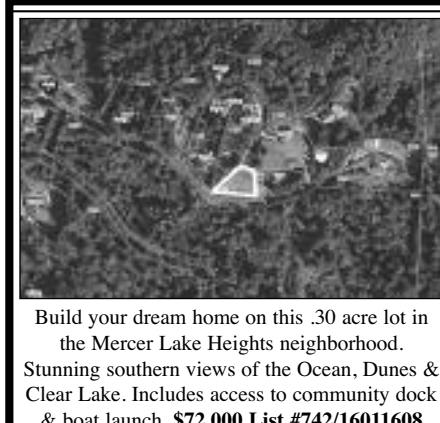 Build your dream home on this .30 acre lot in
the Mercer Lake Heights neighborhood.
Stunning southern views of the Ocean, Dunes &
Clear Lake. Includes access to community dock
& boat launch. $72,000 List #742/16011608